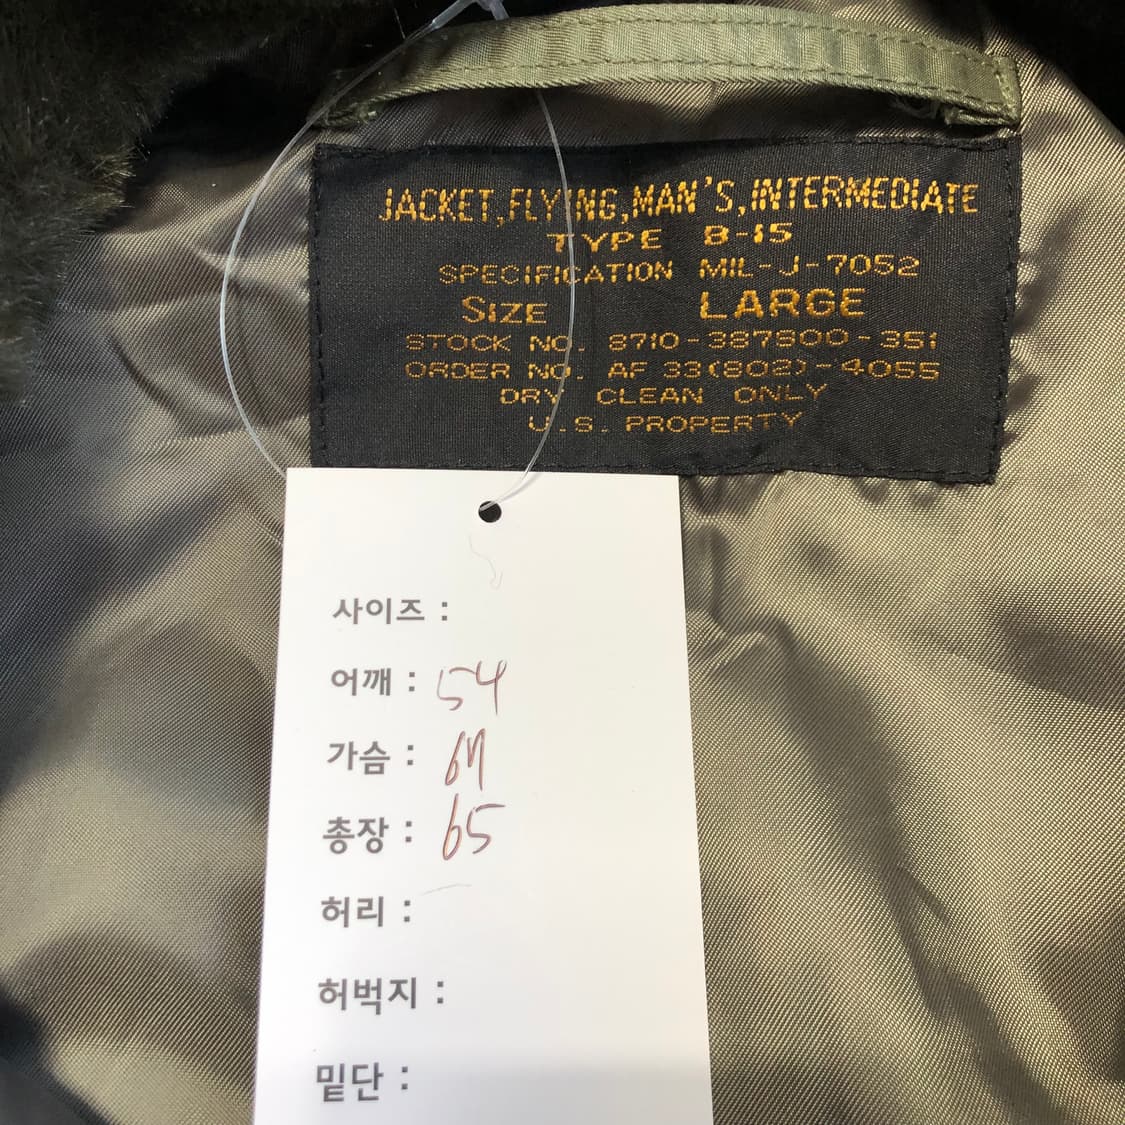 JACKET,FLYING,MAN'S,INTERMEDIATE
TYPE B-15
SPECIFICATION MIL-J-7052
SIZE LARGE
STOCK NO. 8710-387900-351
ORDER NO. AF 33(802)-4055
DRY CLEAN ONLY
U.S. PROPERTY
사이즈 :
어깨 : 54
가슴 : 67
총장 : 65
허리 :
허벅지 :
밑단 :